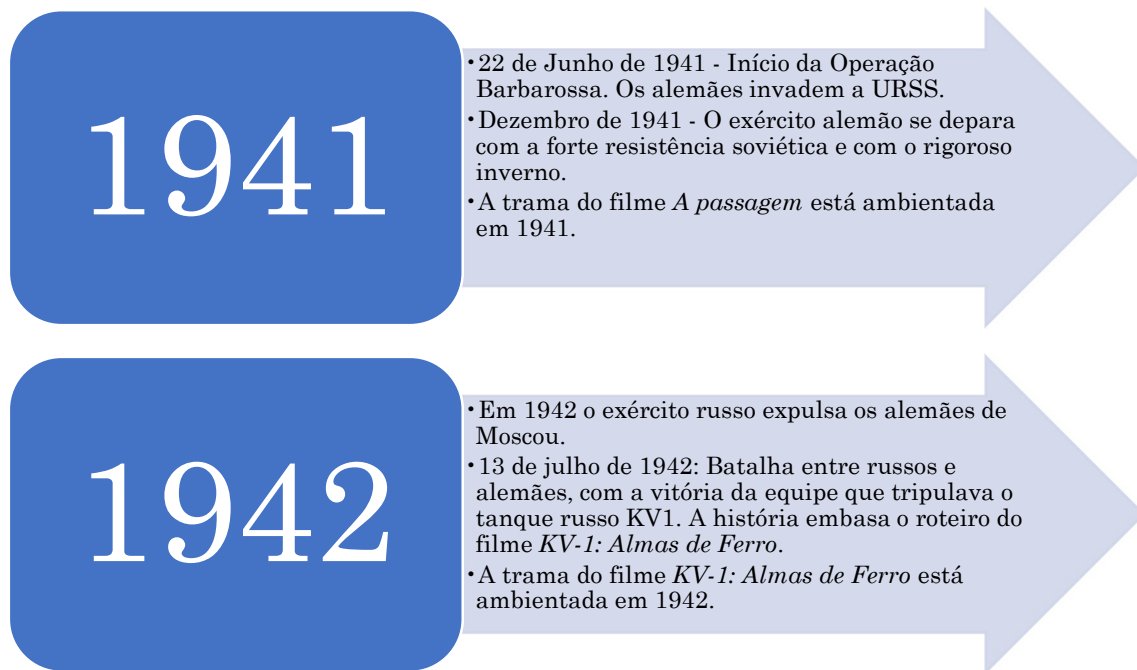 1941
•22 de Junho de 1941 - Início da Operação
Barbarossa. Os alemães invadem a URSS.
•Dezembro de 1941 - O exército alemão se depara
com a forte resistência soviética e com o rigoroso
inverno.
•A trama do filme A passagem está ambientada
em 1941.
1942
•Em 1942 o exército russo expulsa os alemães de
Moscou.
•13 de julho de 1942: Batalha entre russos e
alemães, com a vitória da equipe que tripulava o
tanque russo KV1. A história embasa o roteiro do
filme KV-1: Almas de Ferro.
•A trama do filme KV-1: Almas de Ferro está
ambientada em 1942.